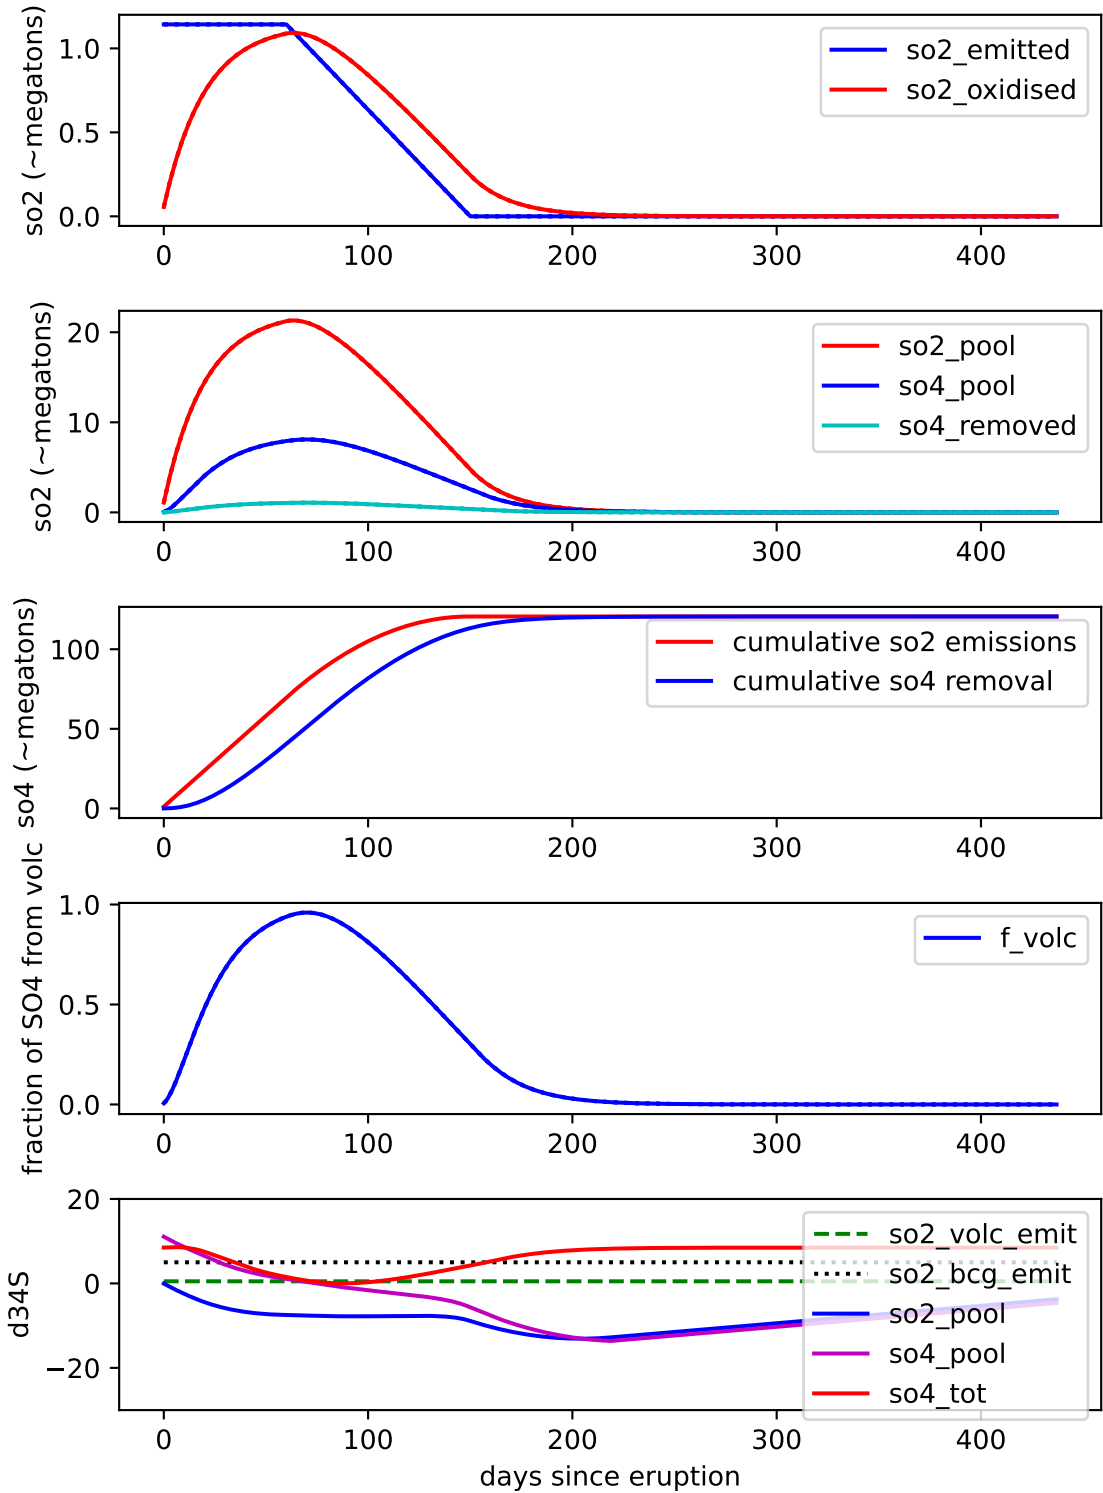 so2 (~megatons)
1.0
0.5
0.0
so2_emitted
so2_oxidised
0 100 200 300 400
so2 (~megatons)
20
10
0
so2_pool
so4_pool
so4_removed
0 100 200 300 400
so4 (~megatons)
100
50
0
cumulative so2 emissions
cumulative so4 removal
0 100 200 300 400
fraction of SO4 from volc
1.0
0.5
0.0
f_volc
0 100 200 300 400
d34S
20
0
−20
so2_volc_emit
so2_bcg_emit
so2_pool
so4_pool
so4_tot
0 100 200 300 400
days since eruption